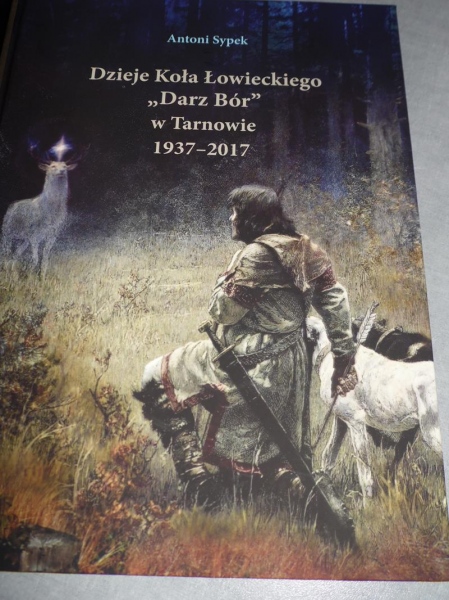 Antoni Sypek
Dzieje Koła Łowieckiego
„Darz Bór”
w Tarnowie
1937–2017